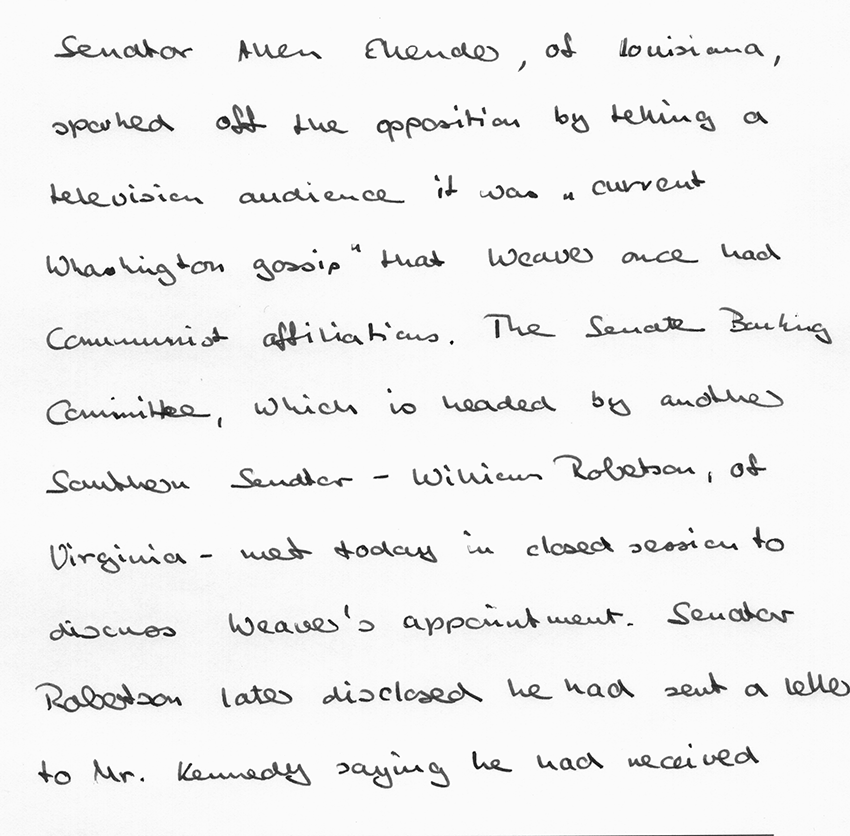 Senator Allen Ellender, of Louisiana,
sparked off the opposition by telling a
television audience it was "current
Whashington gossip" that Weaver once had
Communist affiliations. The Senate Banking
Committee, which is headed by another
Southern Senator - William Robertson, of
Virginia - met today in closed session to
discuss Weaver's appointment. Senator
Robertson later disclosed he had sent a letter
to Mr. Kennedy saying he had received